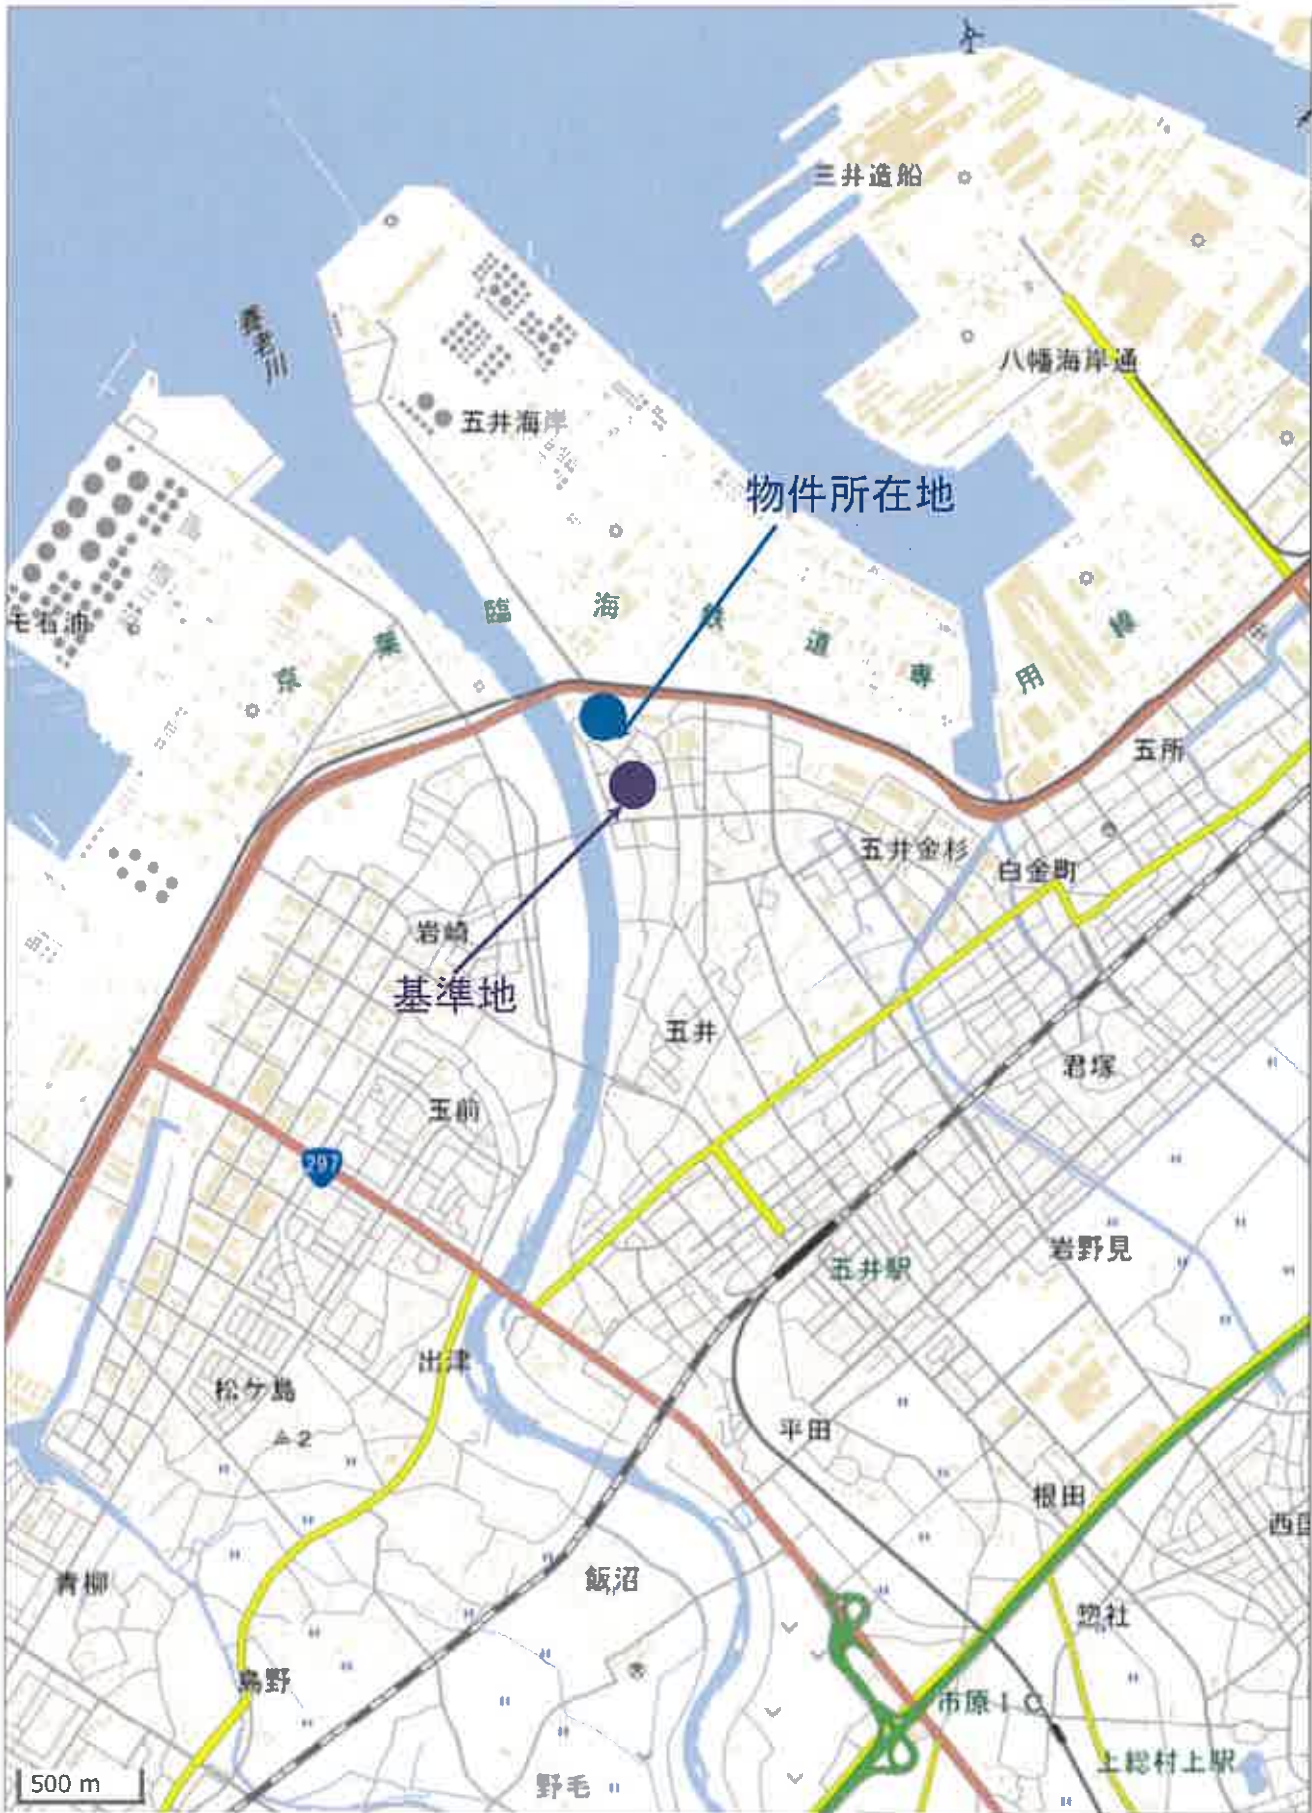 三井造船
養老川
八幡海岸通
五井海岸
物件所在地
毛石油
京葉臨海鉄道専用線
五所
五井金杉
白金町
岩崎
基準地
五井
君塚
玉前
297
岩野見
五井駅
出津
松ケ島
2
平田
根田
青柳
飯沼
惣社
島野
市原IC
上総村上駅
野毛
500 m